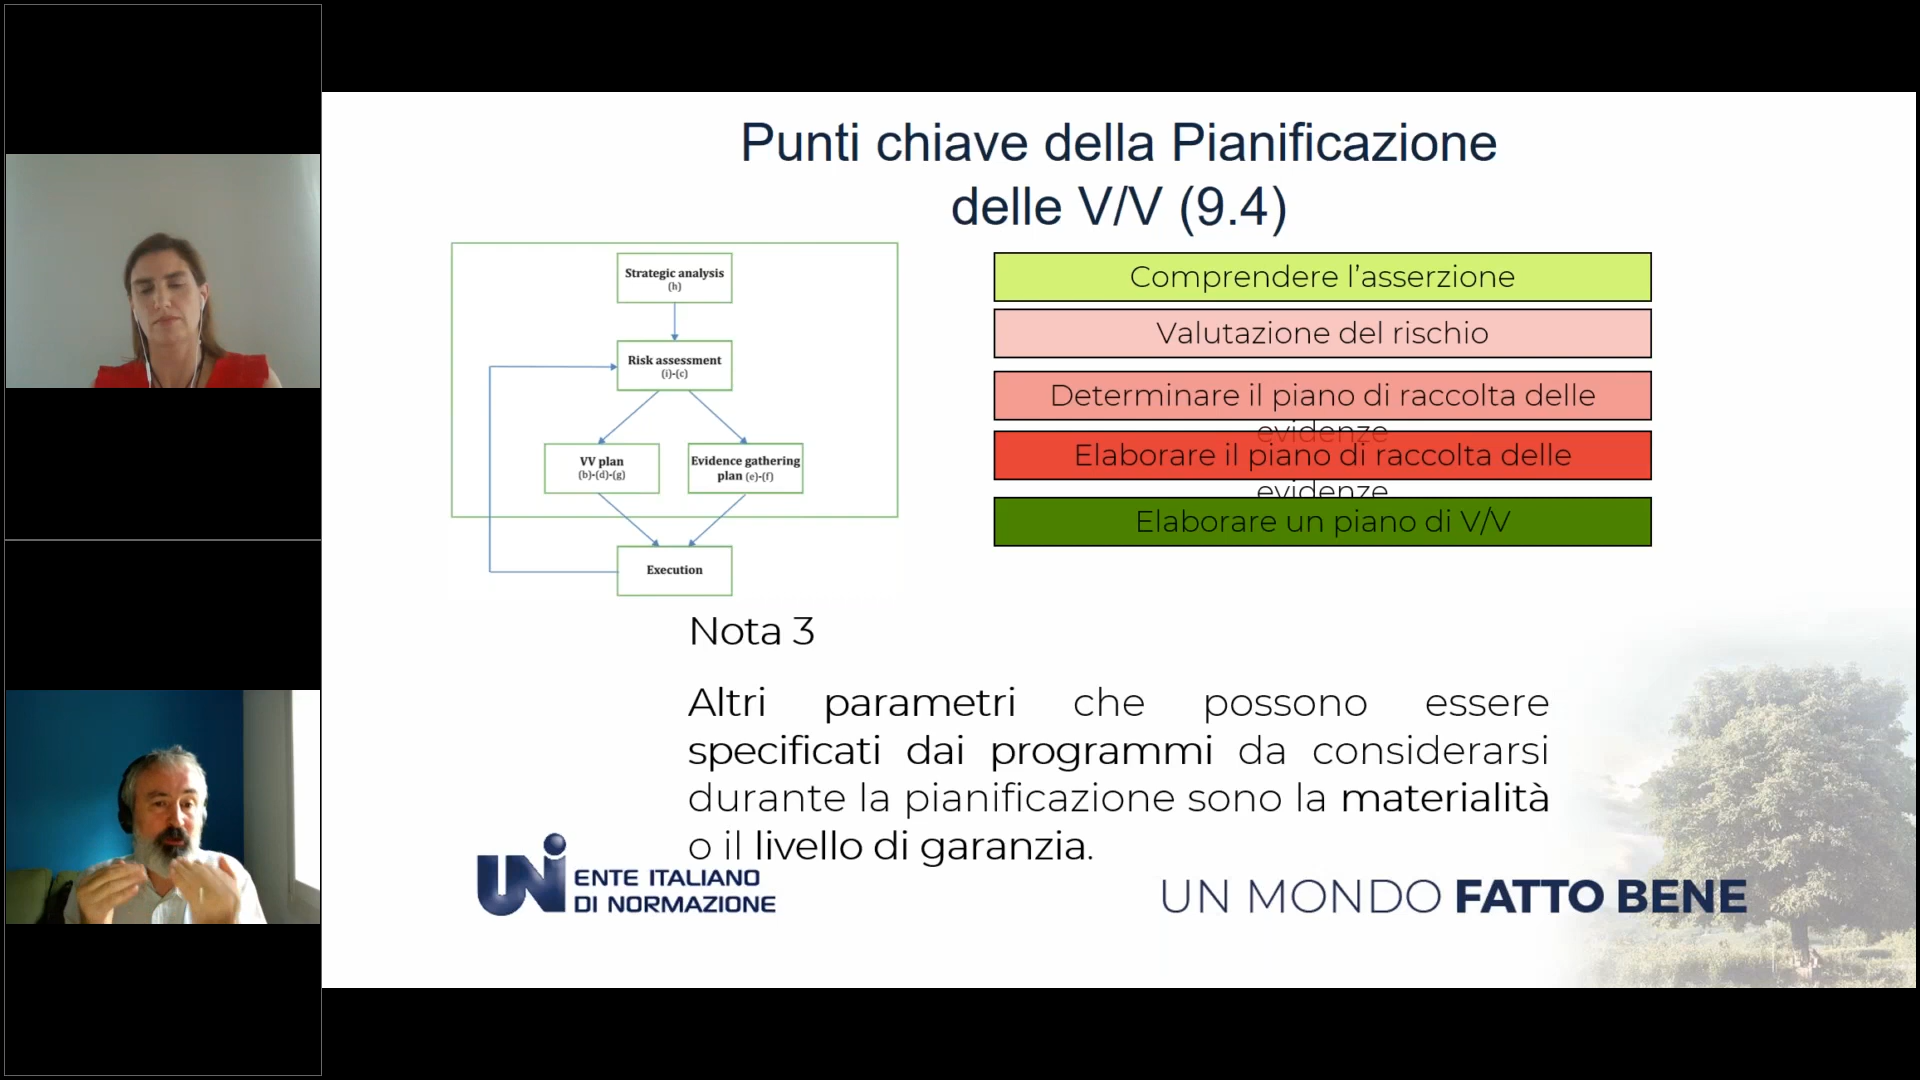 Punti chiave della Pianificazione
delle V/V (9.4)
Strategic analysis
(h)
Risk assessment
(i)-(c)
VV plan
(b)-(d)-(g)
Evidence gathering
plan (e)-(f)
Execution
Comprendere l’asserzione
Valutazione del rischio
Determinare il piano di raccolta delle
evidenze
Elaborare il piano di raccolta delle
evidenze
Elaborare un piano di V/V
Nota 3
Altri parametri che possono essere
specificati dai programmi da considerarsi
durante la pianificazione sono la materialità
o il livello di garanzia.
UNI
ENTE ITALIANO
DI NORMAZIONE
UN MONDO FATTO BENE